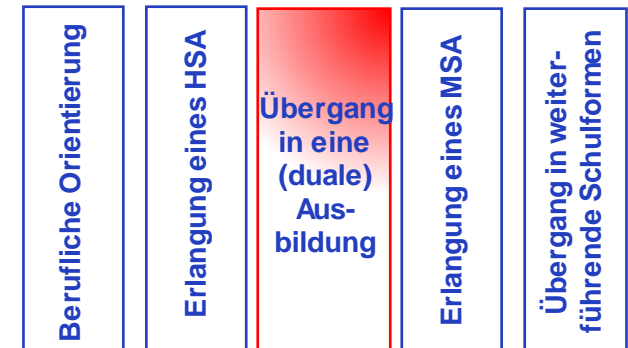 Berufliche Orientierung
Erlangung eines HSA
Übergang
in eine
(duale)
Aus-
bildung
Erlangung eines MSA
Übergang in weiter-
führende Schulformen